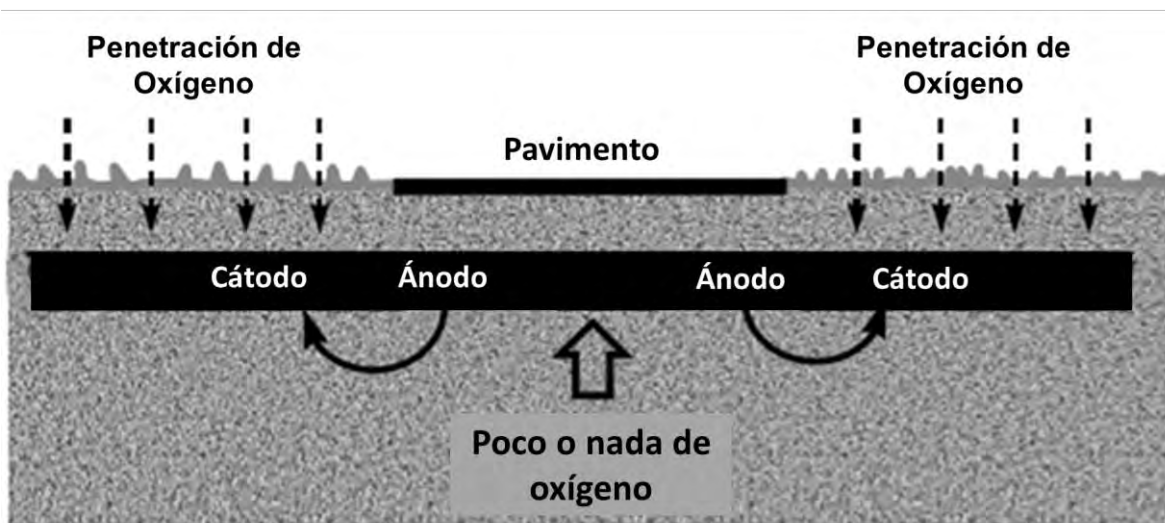 Penetración de
Oxígeno
Penetración de
Oxígeno
Pavimento
Cátodo
Ánodo
Ánodo
Cátodo
Poco o nada de
oxígeno